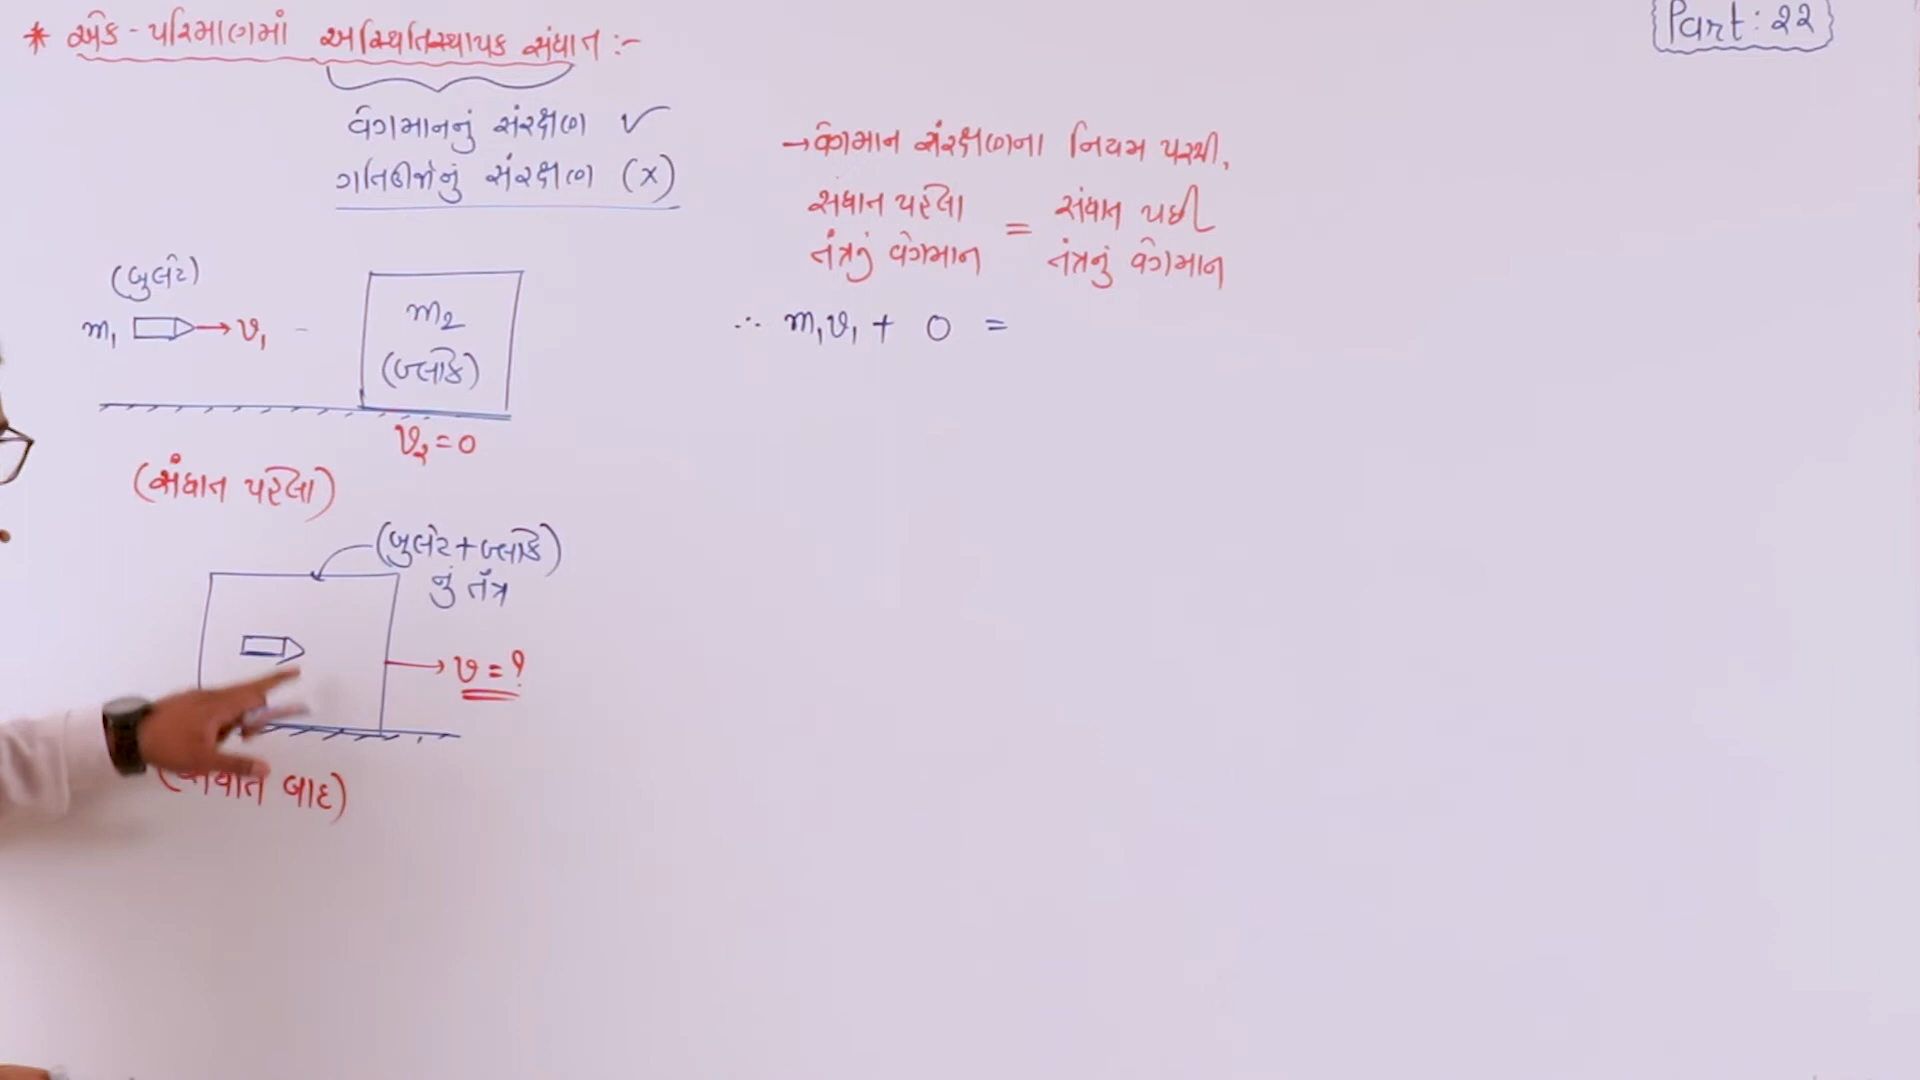 * એક - પરિમાણમાં અસ્થિતિસ્થાપક સંઘાત :-
Part : 22
વેગમાનનું સંરક્ષણ ✓
ગતિઊર્જાનું સંરક્ષણ (x)
→ વેગમાન સંરક્ષણના નિયમ પરથી,
સંઘાત પહેલા = સંઘાત પછી
તંત્રનું વેગમાન તંત્રનું વેગમાન
∴ m₁v₁ + 0 =
(બુલેટ)
m₁ → v₁
m₂
(બ્લોક)
v₂ = 0
(સંઘાત પહેલા)
(બુલેટ + બ્લોક)
નું તંત્ર
→ v = ?
(સંઘાત બાદ)